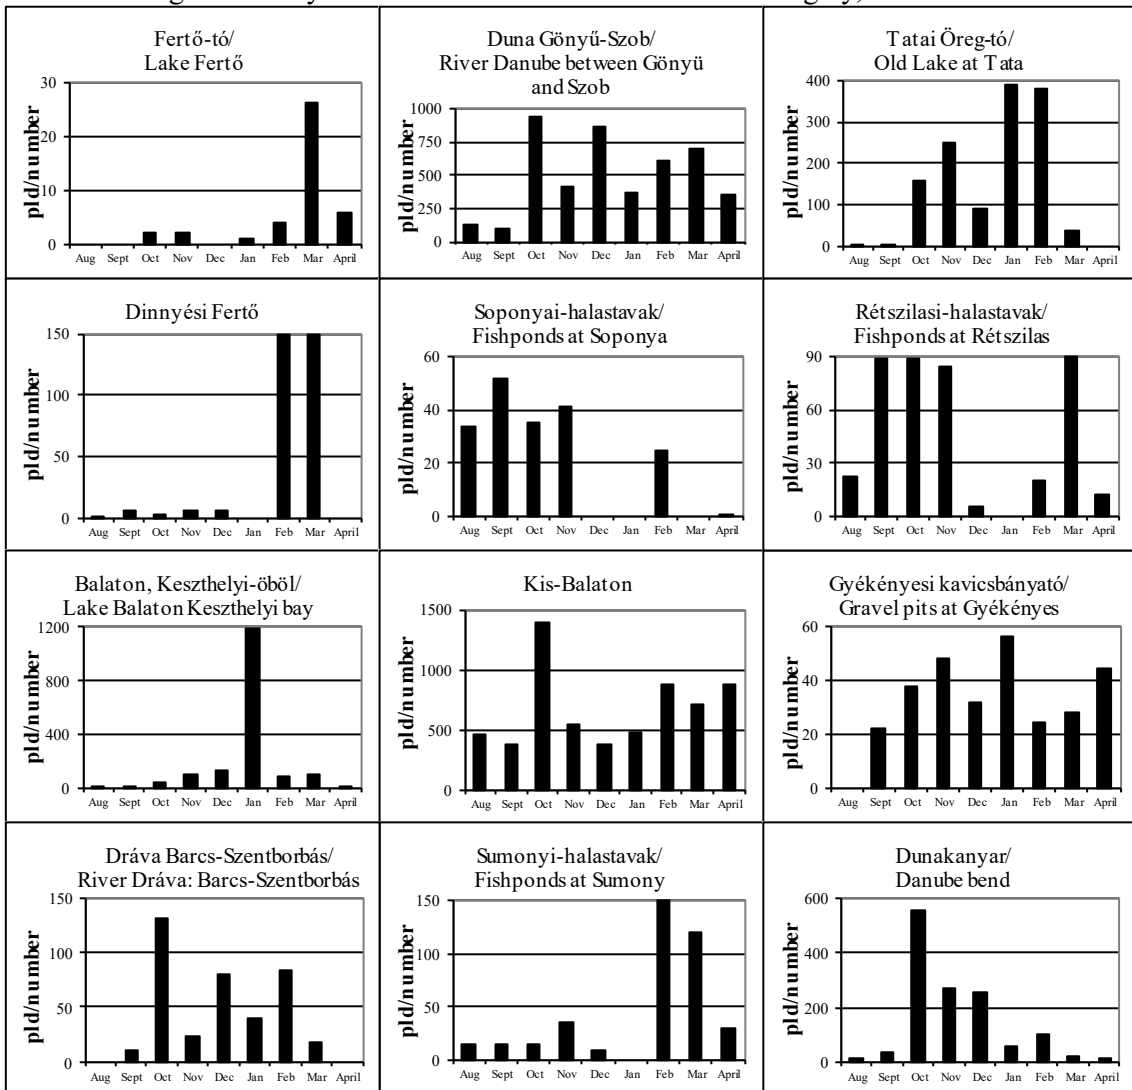 Fertő-tó/
Lake Fertő
pld/number
30
20
10
0
Aug Sept Oct Nov Dec Jan Feb Mar April
Duna Gönyű-Szob/
River Danube between Gönyü
and Szob
pld/number
1000
750
500
250
0
Aug Sept Oct Nov Dec Jan Feb Mar April
Tatai Öreg-tó/
Old Lake at Tata
pld/number
400
300
200
100
0
Aug Sept Oct Nov Dec Jan Feb Mar April
Dinnyési Fertő
pld/number
150
100
50
0
Aug Sept Oct Nov Dec Jan Feb Mar April
Soponyai-halastavak/
Fishponds at Soponya
pld/number
60
40
20
0
Aug Sept Oct Nov Dec Jan Feb Mar April
Rétszilasi-halastavak/
Fishponds at Rétszilas
pld/number
90
60
30
0
Aug Sept Oct Nov Dec Jan Feb Mar April
Balaton, Keszthelyi-öböl/
Lake Balaton Keszthelyi bay
pld/number
1200
800
400
0
Aug Sept Oct Nov Dec Jan Feb Mar April
Kis-Balaton
pld/number
1500
1000
500
0
Aug Sept Oct Nov Dec Jan Feb Mar April
Gyékényesi kavicsbányató/
Gravel pits at Gyékényes
pld/number
60
40
20
0
Aug Sept Oct Nov Dec Jan Feb Mar April
Dráva Barcs-Szentborbás/
River Dráva: Barcs-Szentborbás
pld/number
150
100
50
0
Aug Sept Oct Nov Dec Jan Feb Mar April
Sumonyi-halastavak/
Fishponds at Sumony
pld/number
150
100
50
0
Aug Sept Oct Nov Dec Jan Feb Mar April
Dunakanyar/
Danube bend
pld/number
600
400
200
0
Aug Sept Oct Nov Dec Jan Feb Mar April